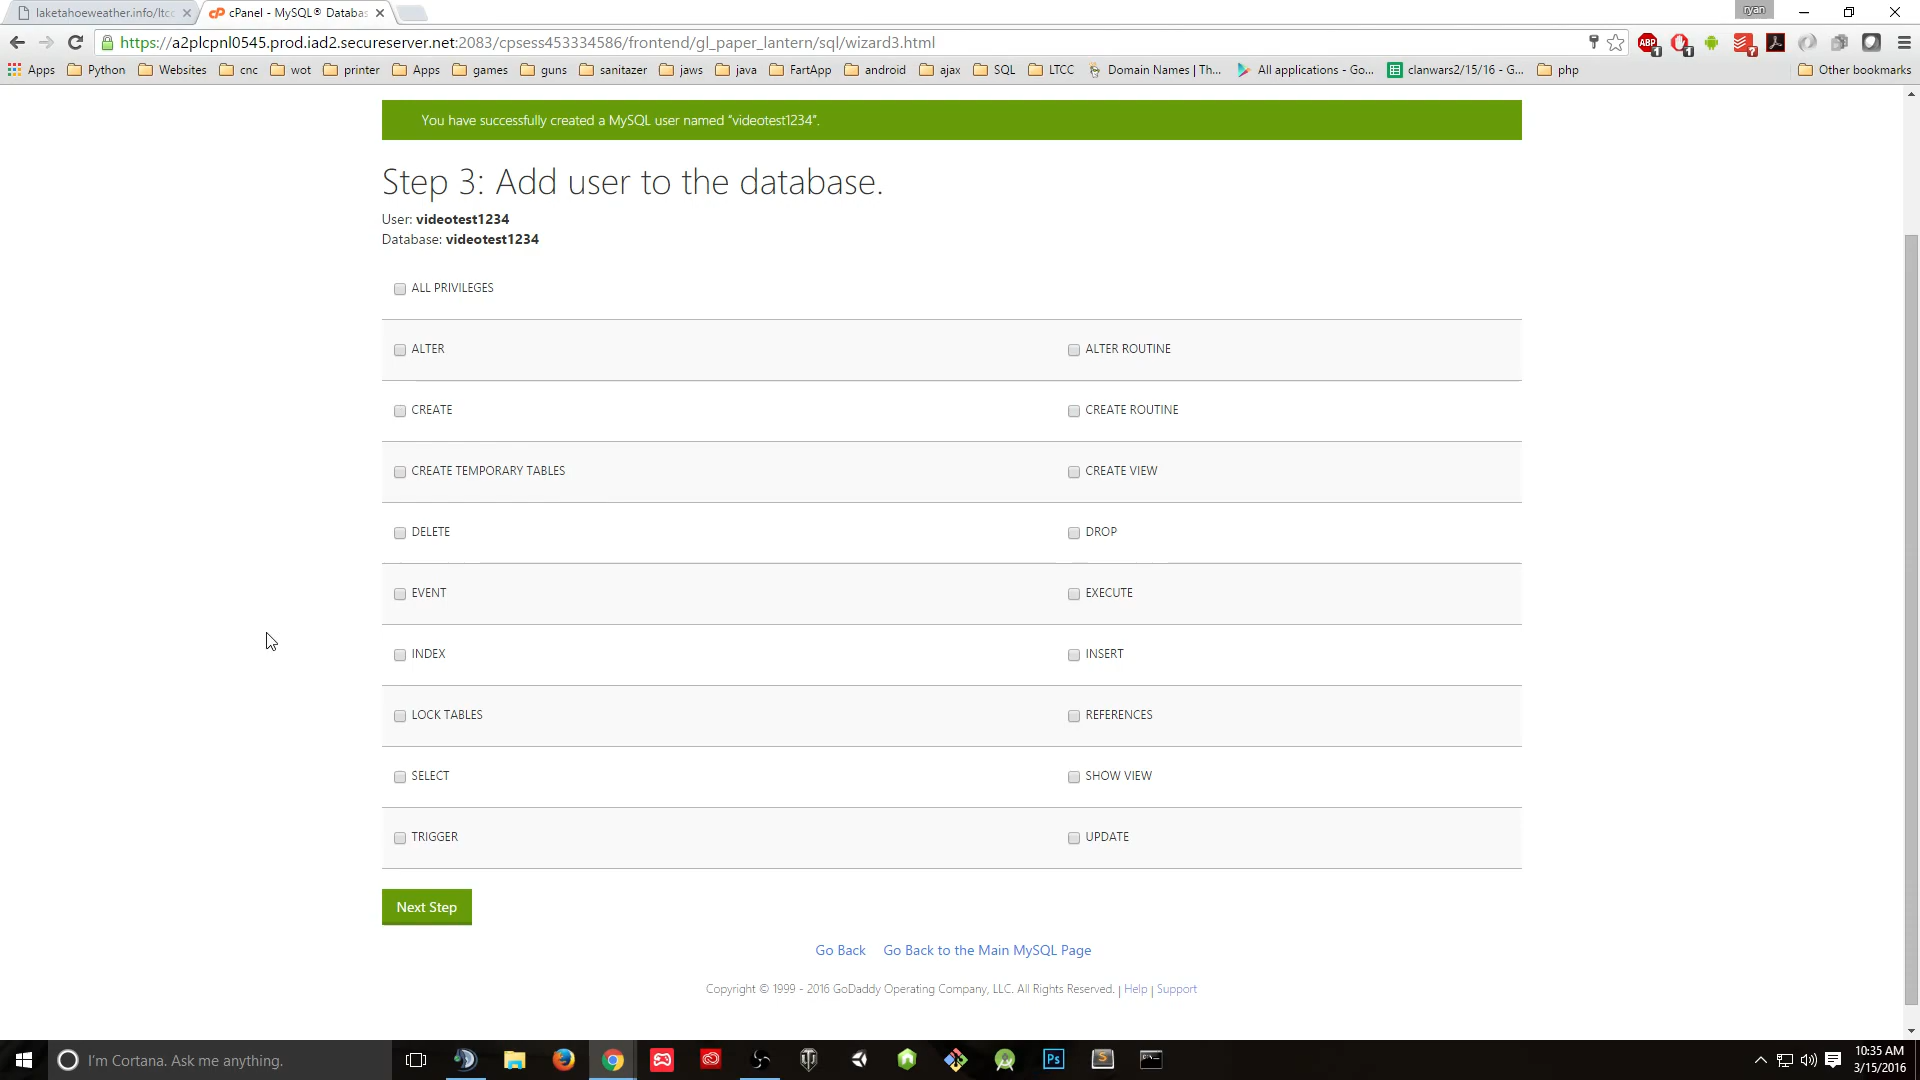 laketahoeweather.info/ltcc
cPanel - MySQL® Databas
ryan
https://a2plcpnl0545.prod.iad2.secureserver.net:2083/cpsess453334586/frontend/gl_paper_lantern/sql/wizard3.html
Apps Python Websites cnc wot printer Apps games guns sanitazer jaws java FartApp android ajax SQL LTCC Domain Names | Th... All applications - Go... clanwars2/15/16 - G... php Other bookmarks
You have successfully created a MySQL user named “videotest1234”.
Step 3: Add user to the database.
User: videotest1234
Database: videotest1234
ALL PRIVILEGES
ALTER ALTER ROUTINE
CREATE CREATE ROUTINE
CREATE TEMPORARY TABLES CREATE VIEW
DELETE DROP
EVENT EXECUTE
INDEX INSERT
LOCK TABLES REFERENCES
SELECT SHOW VIEW
TRIGGER UPDATE
Next Step
Go Back Go Back to the Main MySQL Page
Copyright © 1999 - 2016 GoDaddy Operating Company, LLC. All Rights Reserved. | Help | Support
I'm Cortana. Ask me anything.
10:35 AM
3/15/2016